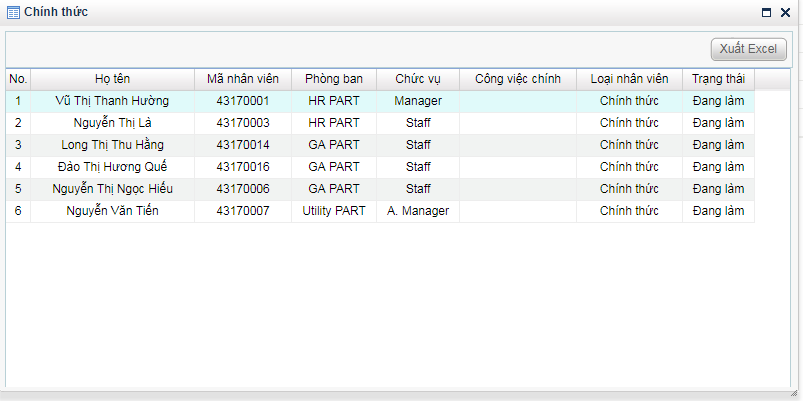 Chính thức
Xuất Excel
No. Họ tên Mã nhân viên Phòng ban Chức vụ Công việc chính Loại nhân viên Trạng thái
1 Vũ Thị Thanh Hường 43170001 HR PART Manager Chính thức Đang làm
2 Nguyễn Thị Lả 43170003 HR PART Staff Chính thức Đang làm
3 Long Thị Thu Hằng 43170014 GA PART Staff Chính thức Đang làm
4 Đào Thị Hương Quế 43170016 GA PART Staff Chính thức Đang làm
5 Nguyễn Thị Ngọc Hiếu 43170006 GA PART Staff Chính thức Đang làm
6 Nguyễn Văn Tiến 43170007 Utility PART A. Manager Chính thức Đang làm